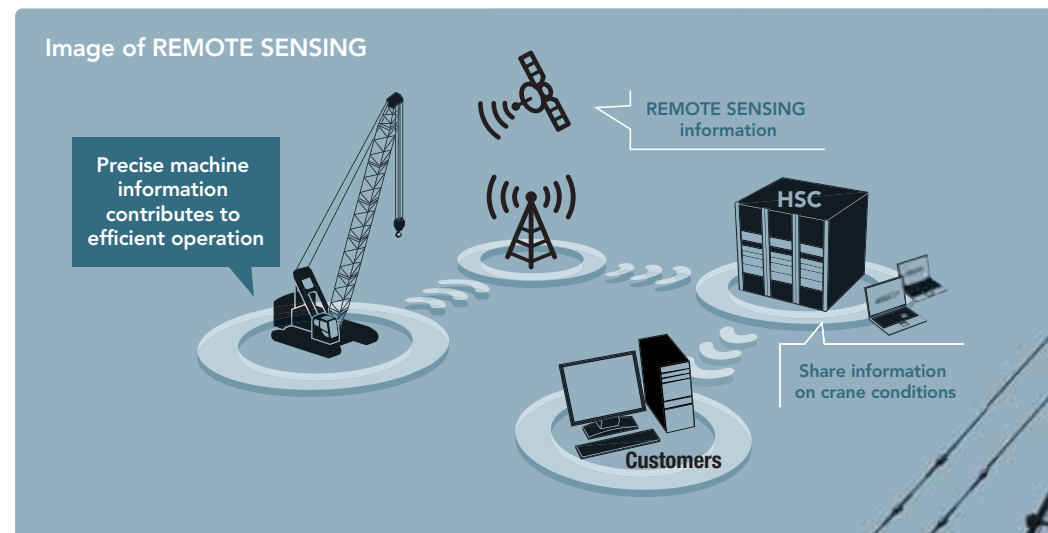 Image of REMOTE SENSING
Precise machine
information
contributes to
efficient operation
REMOTE SENSING
information
HSC
Share information
on crane conditions
Customers